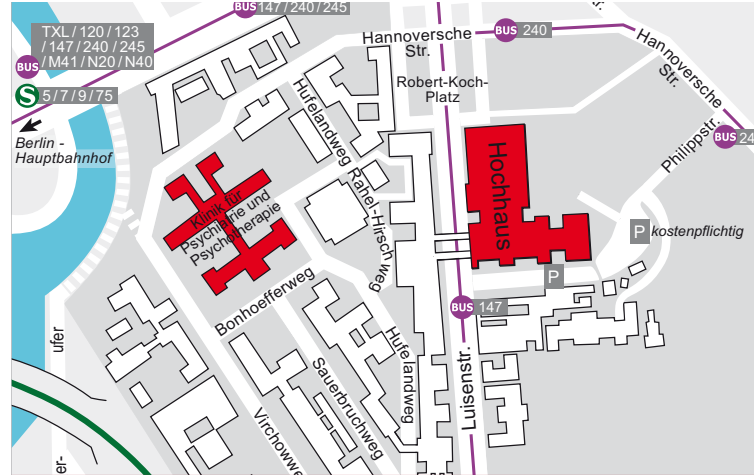 BUS 147/240/245
TXL / 120 / 123
/ 147 / 240 / 245
BUS / M41 / N20 / N40
S 5 / 7 / 9 / 75
Berlin -
Hauptbahnhof
Hannoversche
Str.
BUS 240
Hannoversche
Str.
Robert-Koch-
Platz
Hufelandweg
Philippstr.
BUS 24
Rahel-Hirsch Weg
Hochhaus
Klinik für
Psychiatrie und
Psychotherapie
P kostenpflichtig
P
Bonhoefferweg
BUS 147
ufer
Hufelandweg
Sauerbruchweg
Luisenstr.
Virchowwe
er-